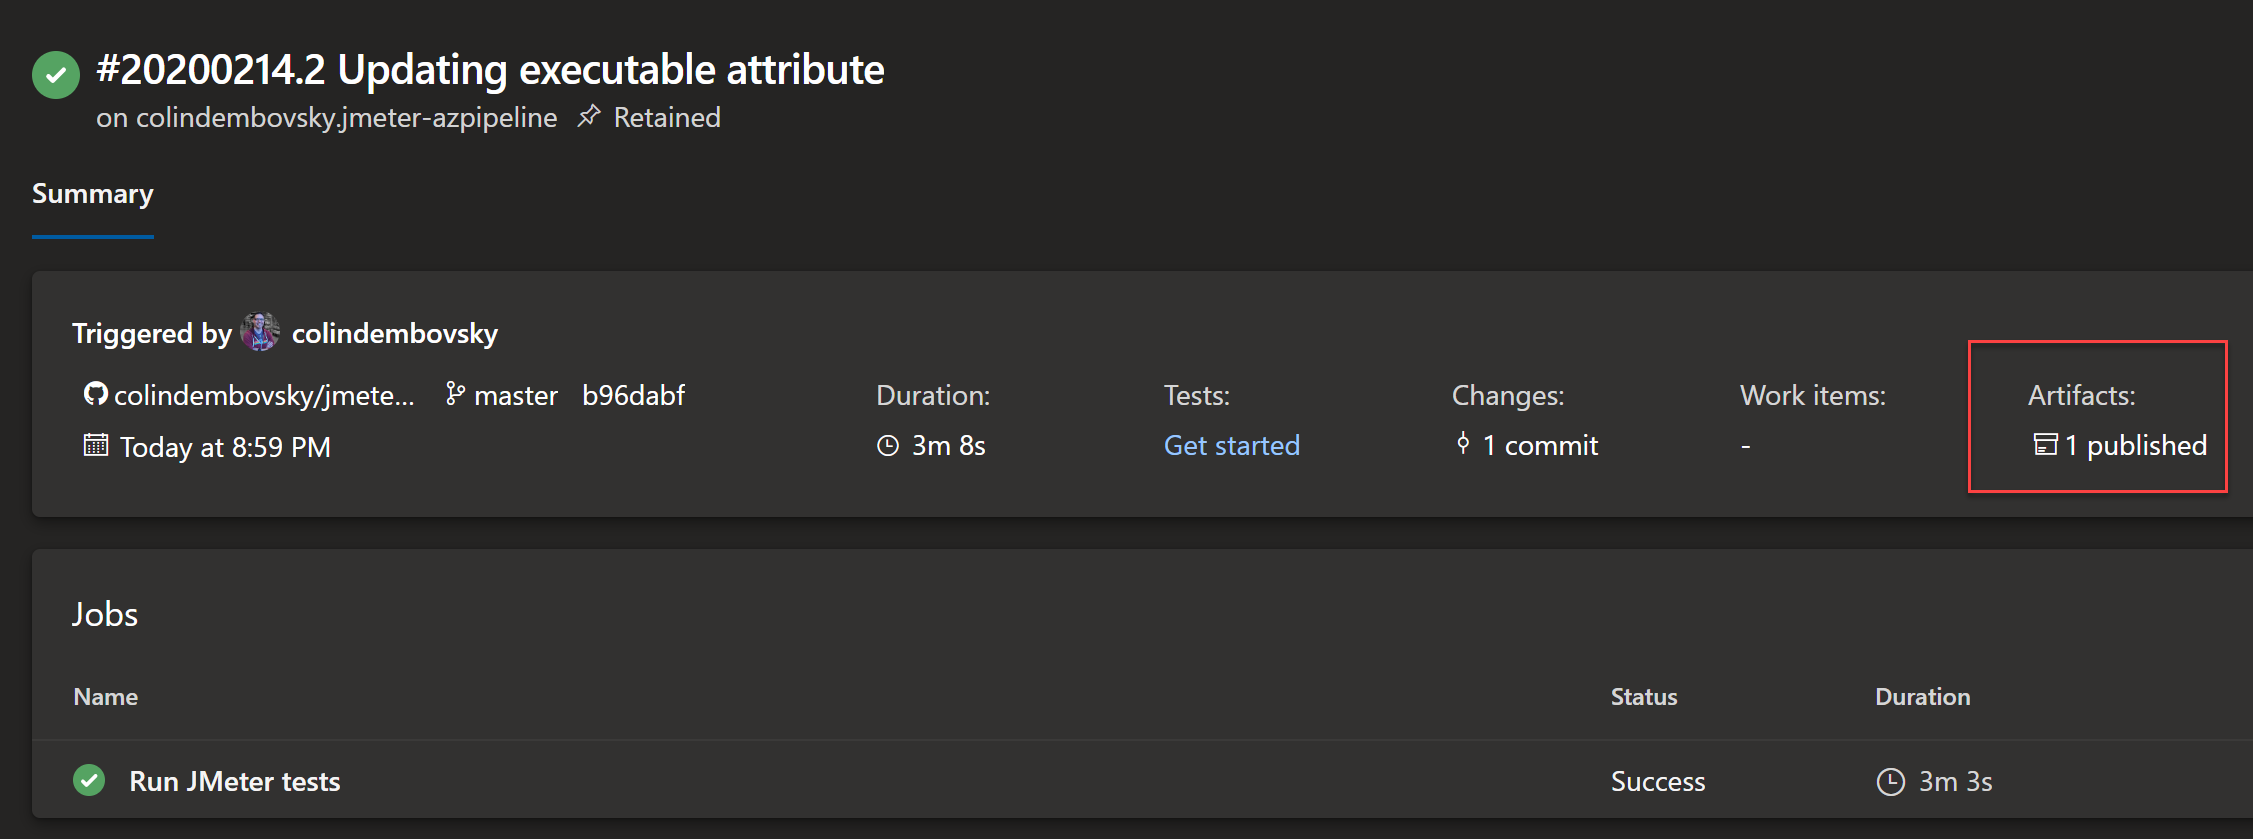 #20200214.2 Updating executable attribute
on colindembovsky.jmeter-azpipeline Retained
Summary
Triggered by colindembovsky
colindembovsky/jmete... master b96dabf Duration: Tests: Changes: Work items: Artifacts:
Today at 8:59 PM 3m 8s Get started 1 commit - 1 published
Jobs
Name Status Duration
Run JMeter tests Success 3m 3s